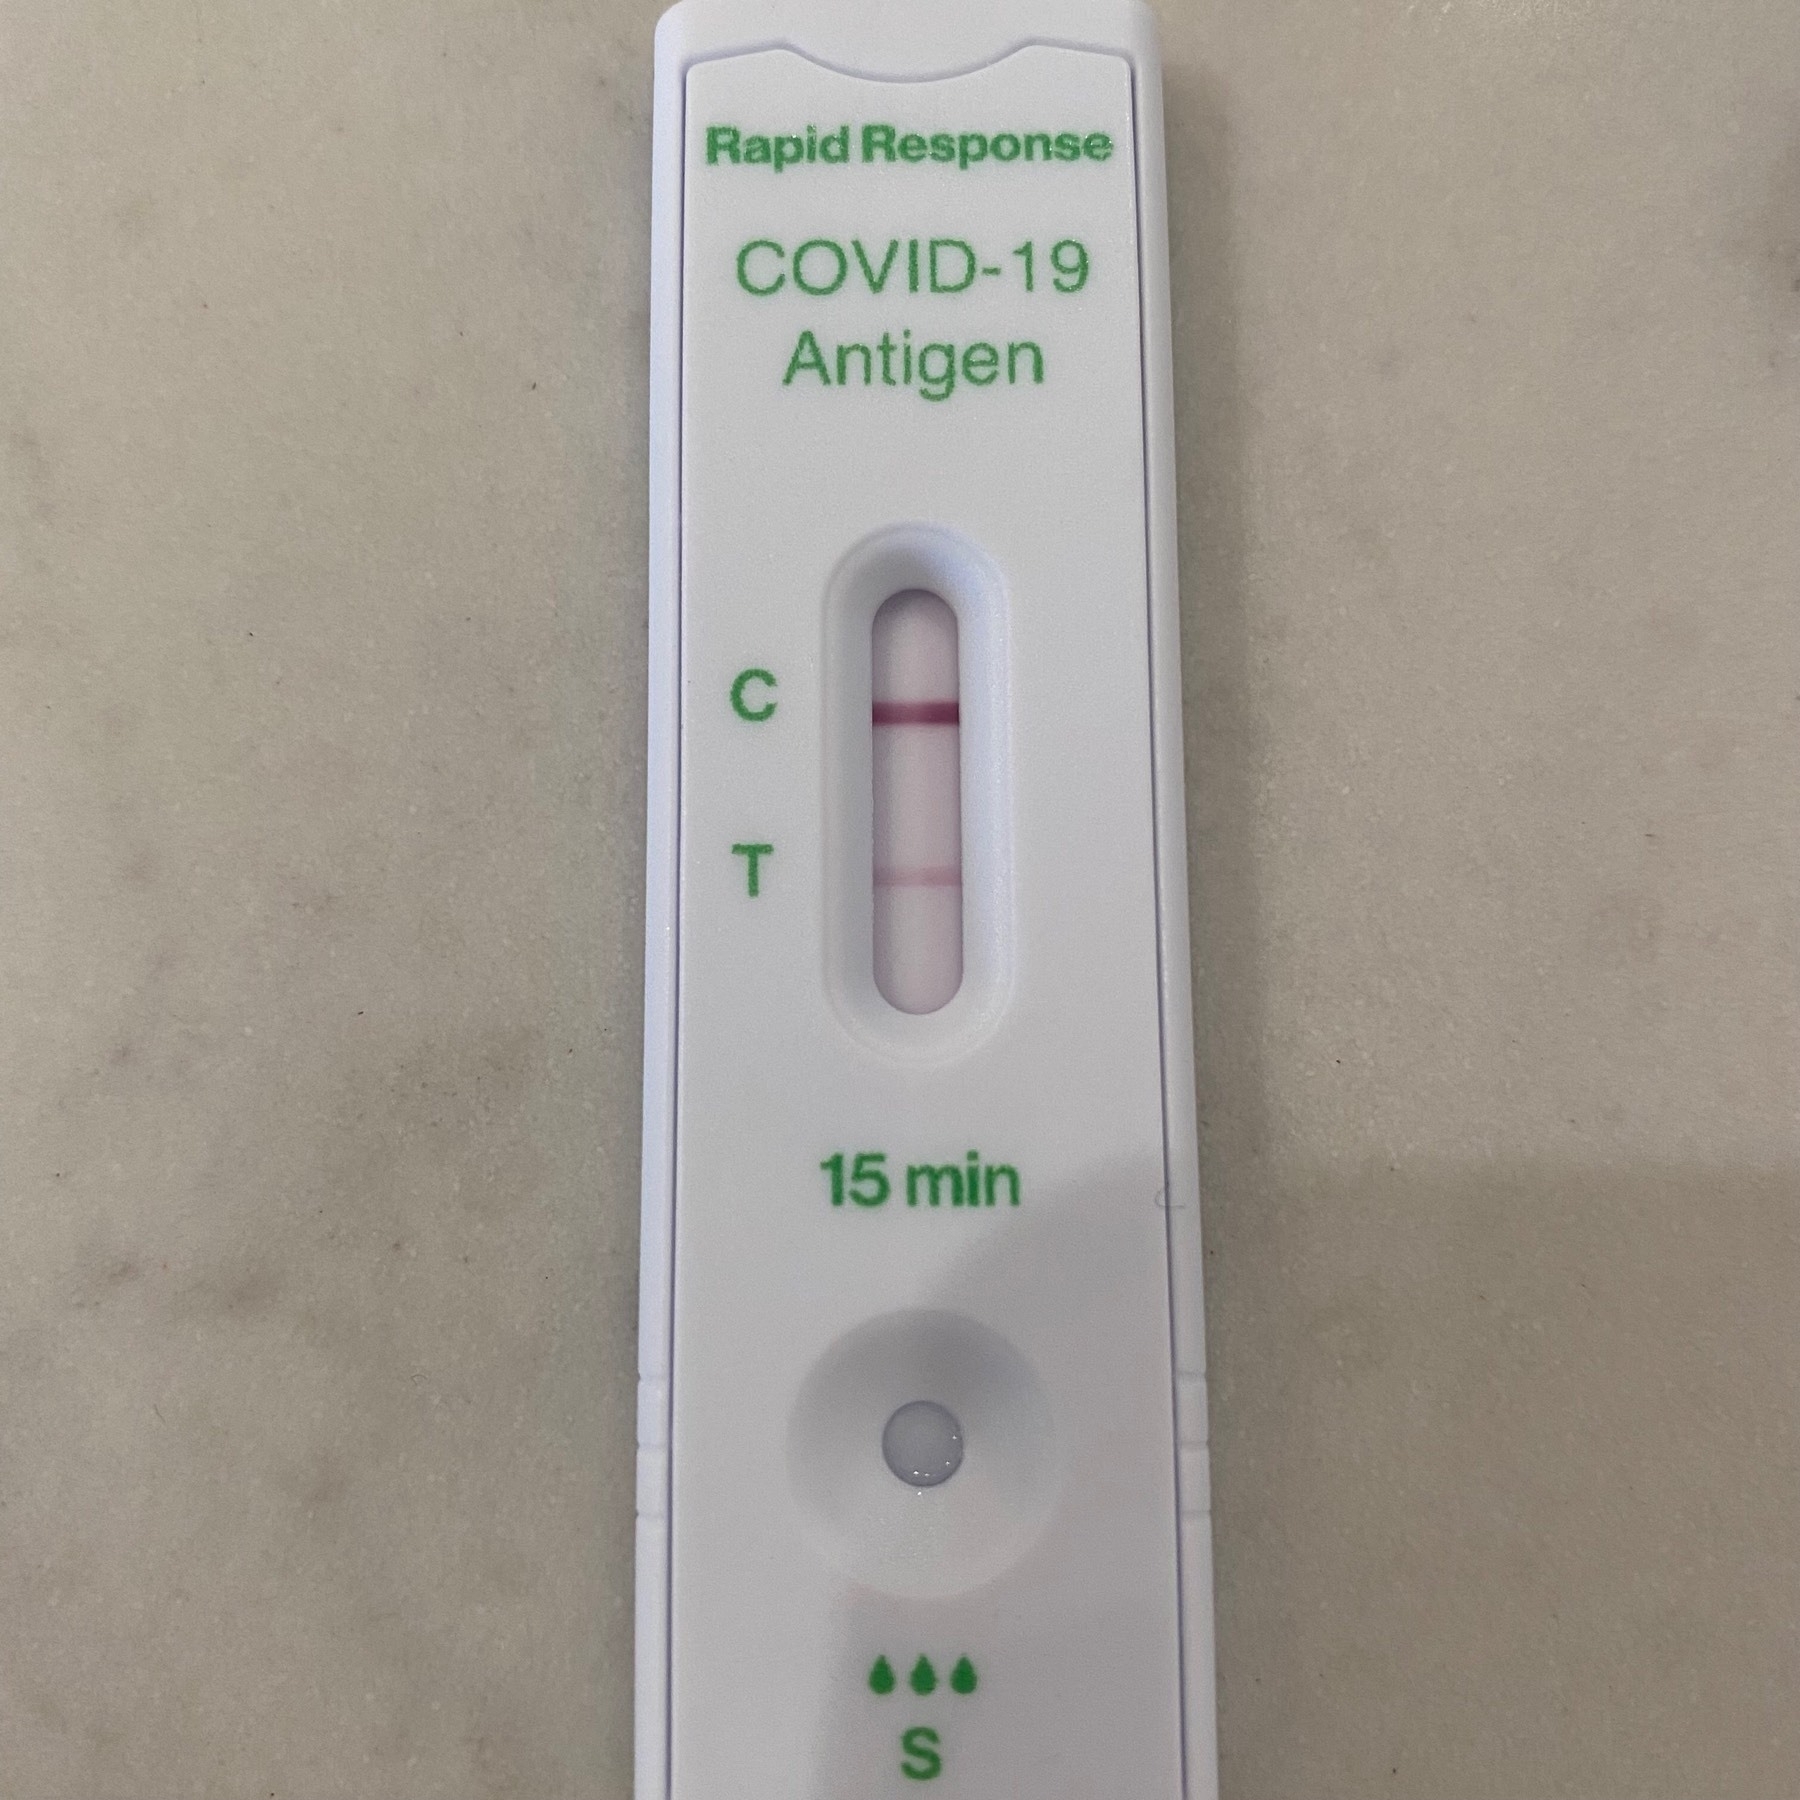 Rapid Response
COVID-19
Antigen
C
T
15 min
S